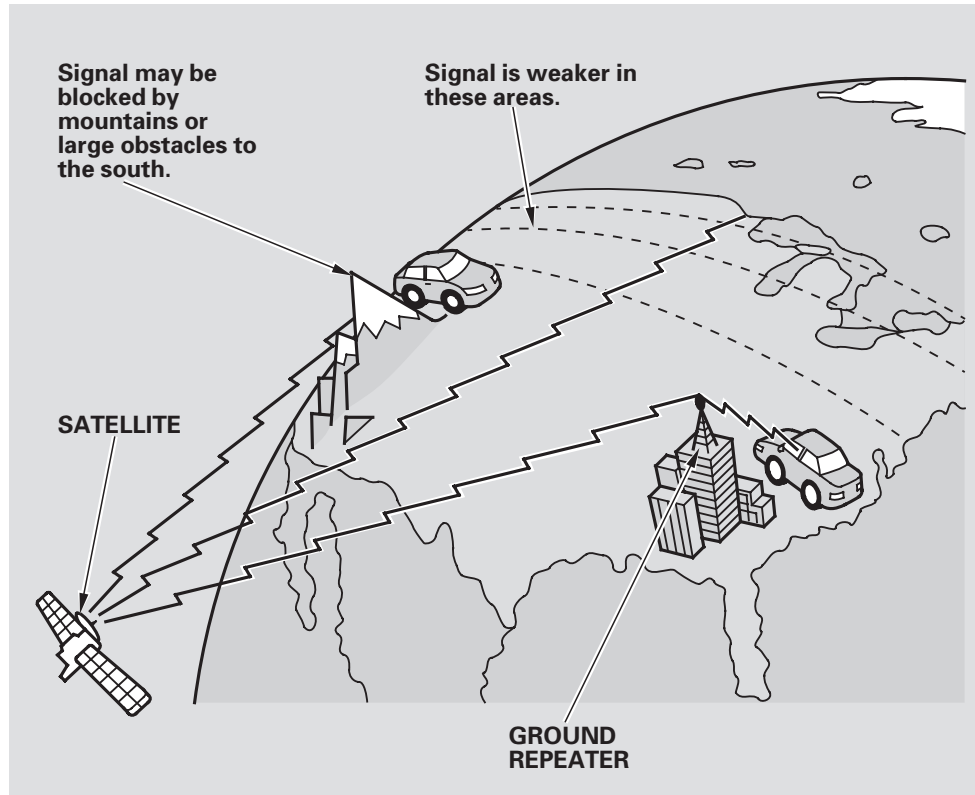 Signal may be
blocked by
mountains or
large obstacles to
the south.
Signal is weaker in
these areas.
SATELLITE
GROUND
REPEATER